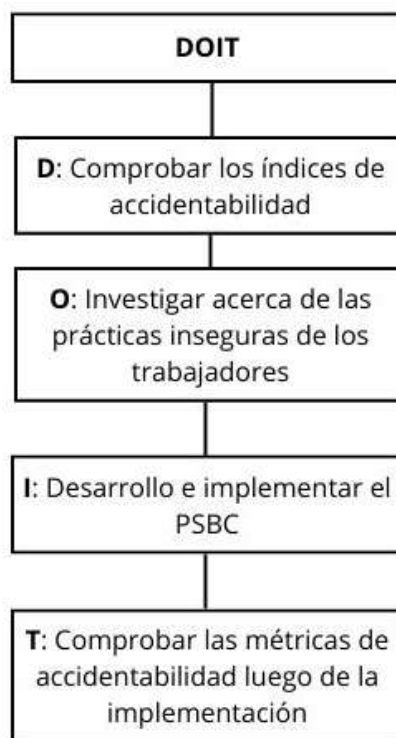 DOIT
D: Comprobar los índices de
accidentabilidad
O: Investigar acerca de las
prácticas inseguras de los
trabajadores
I: Desarrollo e implementar el
PSBC
T: Comprobar las métricas de
accidentabilidad luego de la
implementación